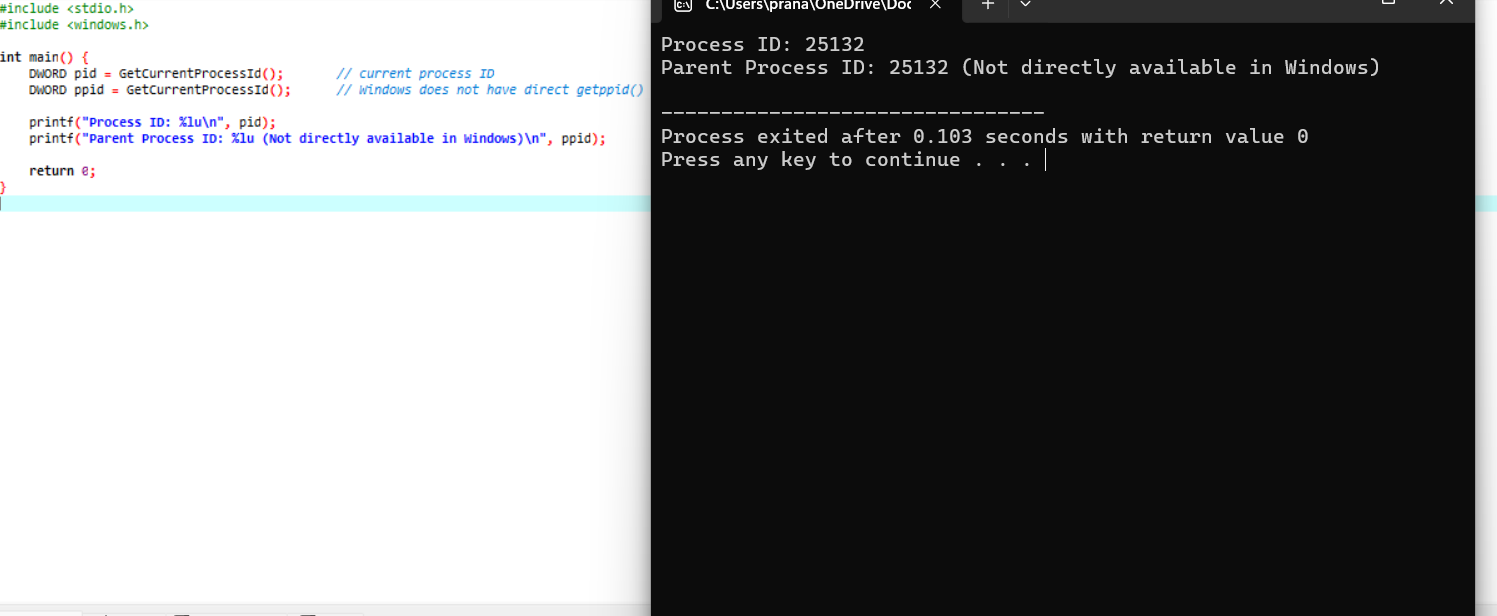 #include <stdio.h>
#include <windows.h>
int main() {
DWORD pid = GetCurrentProcessId(); // current process ID
DWORD ppid = GetCurrentProcessId(); // Windows does not have direct getppid()
printf("Process ID: %lu\n", pid);
printf("Parent Process ID: %lu (Not directly available in Windows)\n", ppid);
return 0;
}
C:\Users\prana\OneDrive\Doc
Process ID: 25132
Parent Process ID: 25132 (Not directly available in Windows)
--------------------------------
Process exited after 0.103 seconds with return value 0
Press any key to continue . . .